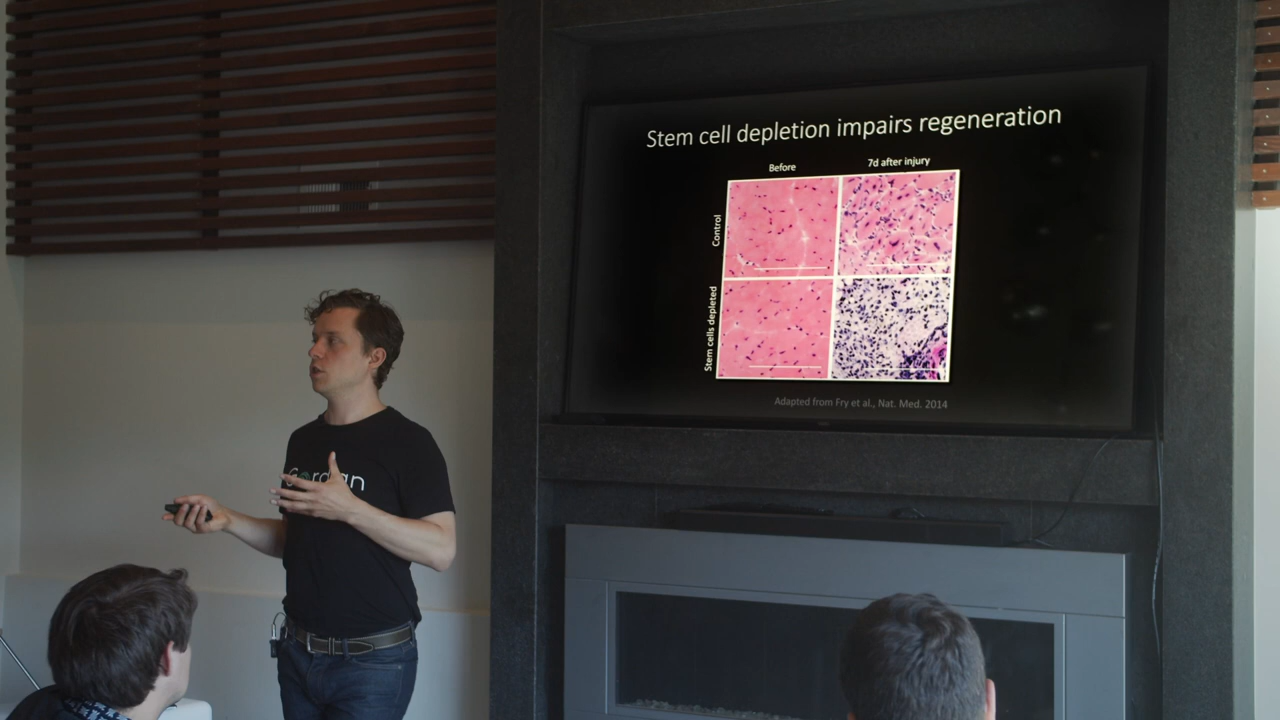 Stem cell depletion impairs regeneration
Before
7d after injury
Control
Stem cells depleted
Adapted from Fry et al., Nat. Med. 2014